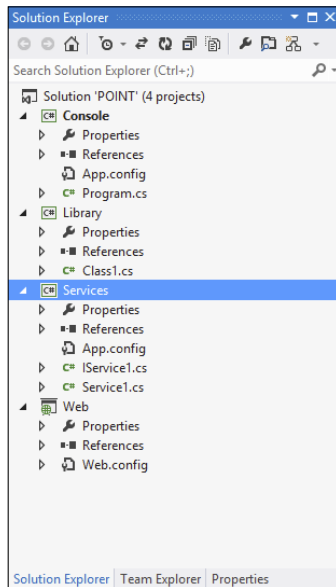 Solution Explorer
Search Solution Explorer (Ctrl+;)
Solution 'POINT' (4 projects)
C# Console
Properties
References
App.config
C# Program.cs
C# Library
Properties
References
C# Class1.cs
C# Services
Properties
References
App.config
C# IService1.cs
C# Service1.cs
Web
Properties
References
Web.config
Solution Explorer Team Explorer Properties